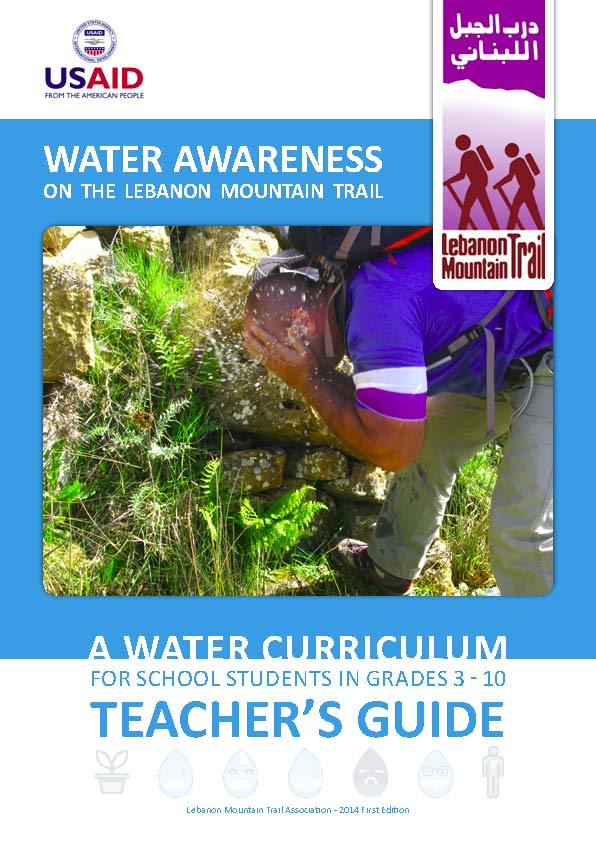 USAID
FROM THE AMERICAN PEOPLE
درب الجبل
اللبناني
Lebanon
Mountain Trail
WATER AWARENESS
ON THE LEBANON MOUNTAIN TRAIL
A WATER CURRICULUM
FOR SCHOOL STUDENTS IN GRADES 3 - 10
TEACHER'S GUIDE
Lebanon Mountain Trail Association - 2014 First Edition